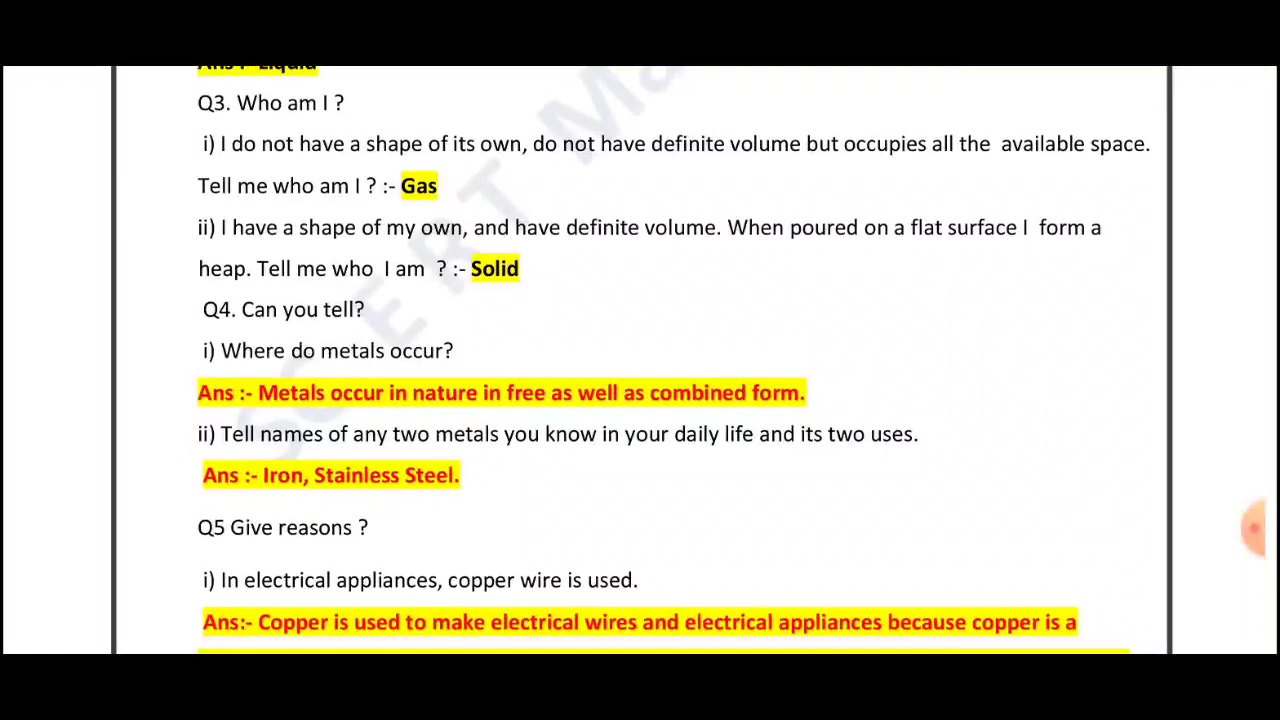 Ans :- Liquid
Q3. Who am I ?
i) I do not have a shape of its own, do not have definite volume but occupies all the available space.
Tell me who am I ? :- Gas
ii) I have a shape of my own, and have definite volume. When poured on a flat surface I form a
heap. Tell me who I am ? :- Solid
Q4. Can you tell?
i) Where do metals occur?
Ans :- Metals occur in nature in free as well as combined form.
ii) Tell names of any two metals you know in your daily life and its two uses.
Ans :- Iron, Stainless Steel.
Q5 Give reasons ?
i) In electrical appliances, copper wire is used.
Ans:- Copper is used to make electrical wires and electrical appliances because copper is a
SCERT Ma